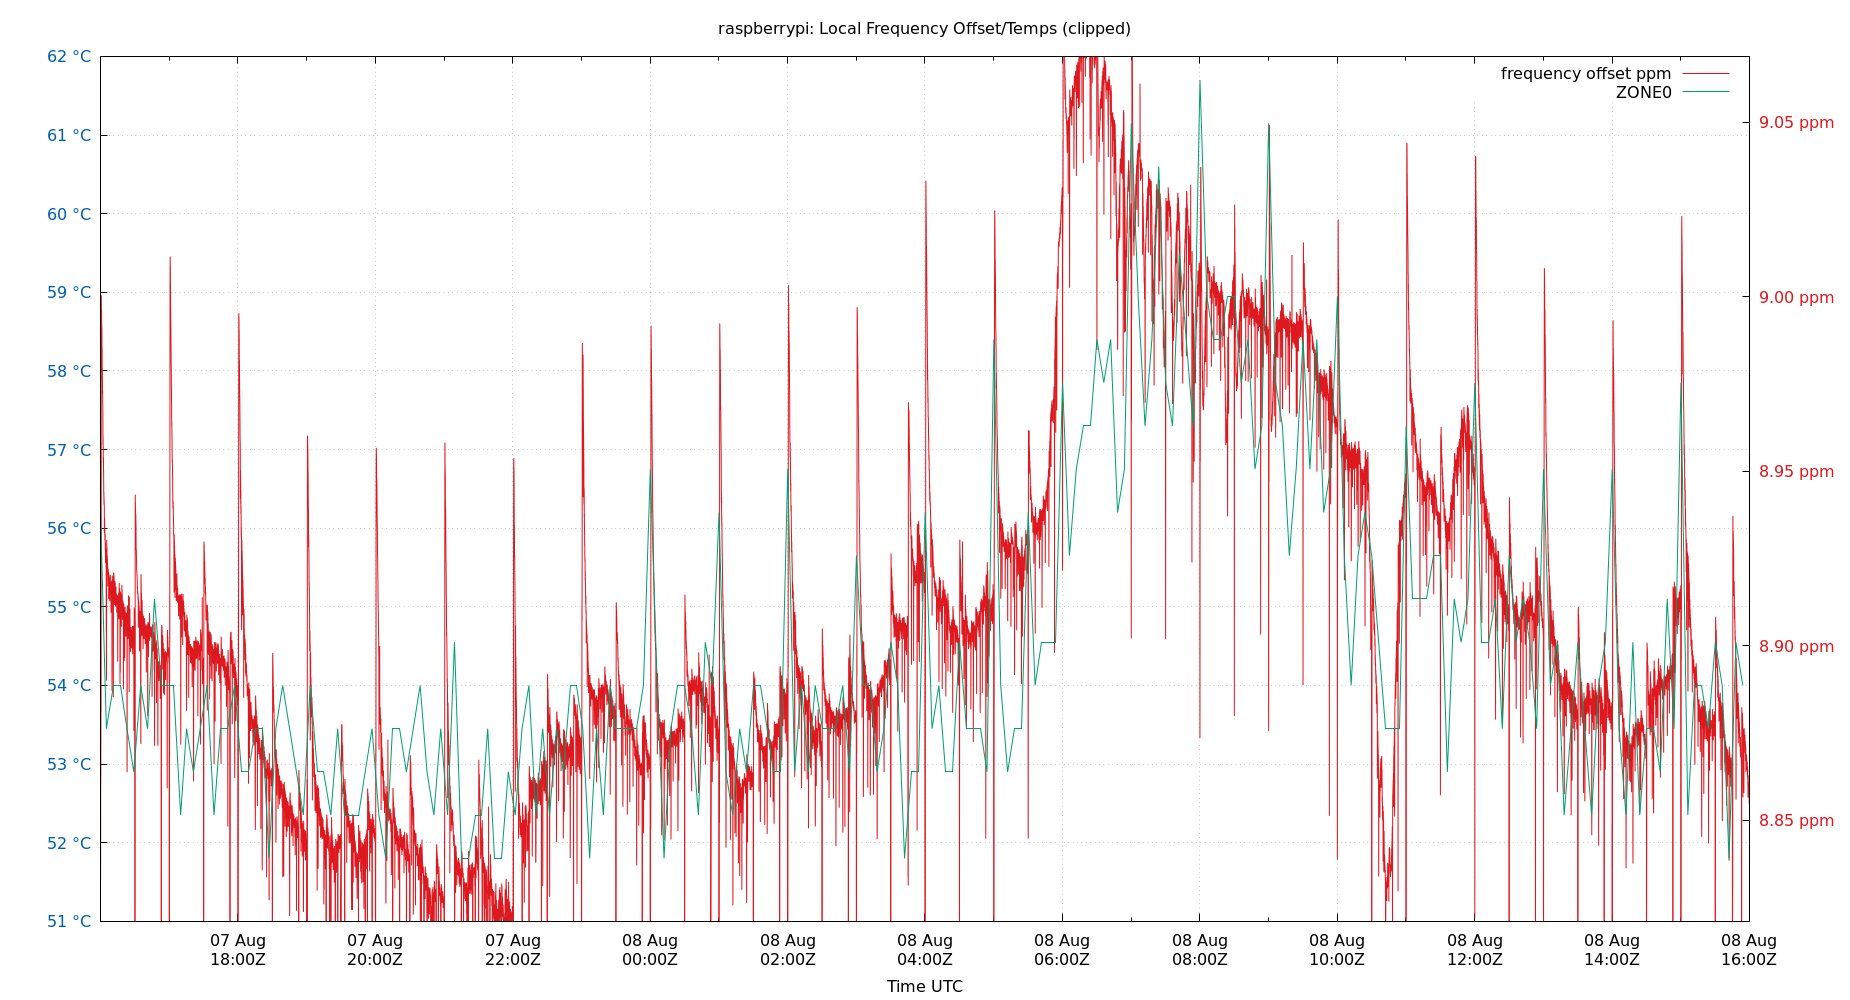 raspberrypi: Local Frequency Offset/Temps (clipped)
62 °C
61 °C
60 °C
59 °C
58 °C
57 °C
56 °C
55 °C
54 °C
53 °C
52 °C
51 °C
frequency offset ppm
ZONE0
9.05 ppm
9.00 ppm
8.95 ppm
8.90 ppm
8.85 ppm
07 Aug
18:00Z
07 Aug
20:00Z
07 Aug
22:00Z
08 Aug
00:00Z
08 Aug
02:00Z
08 Aug
04:00Z
08 Aug
06:00Z
08 Aug
08:00Z
08 Aug
10:00Z
08 Aug
12:00Z
08 Aug
14:00Z
08 Aug
16:00Z
Time UTC